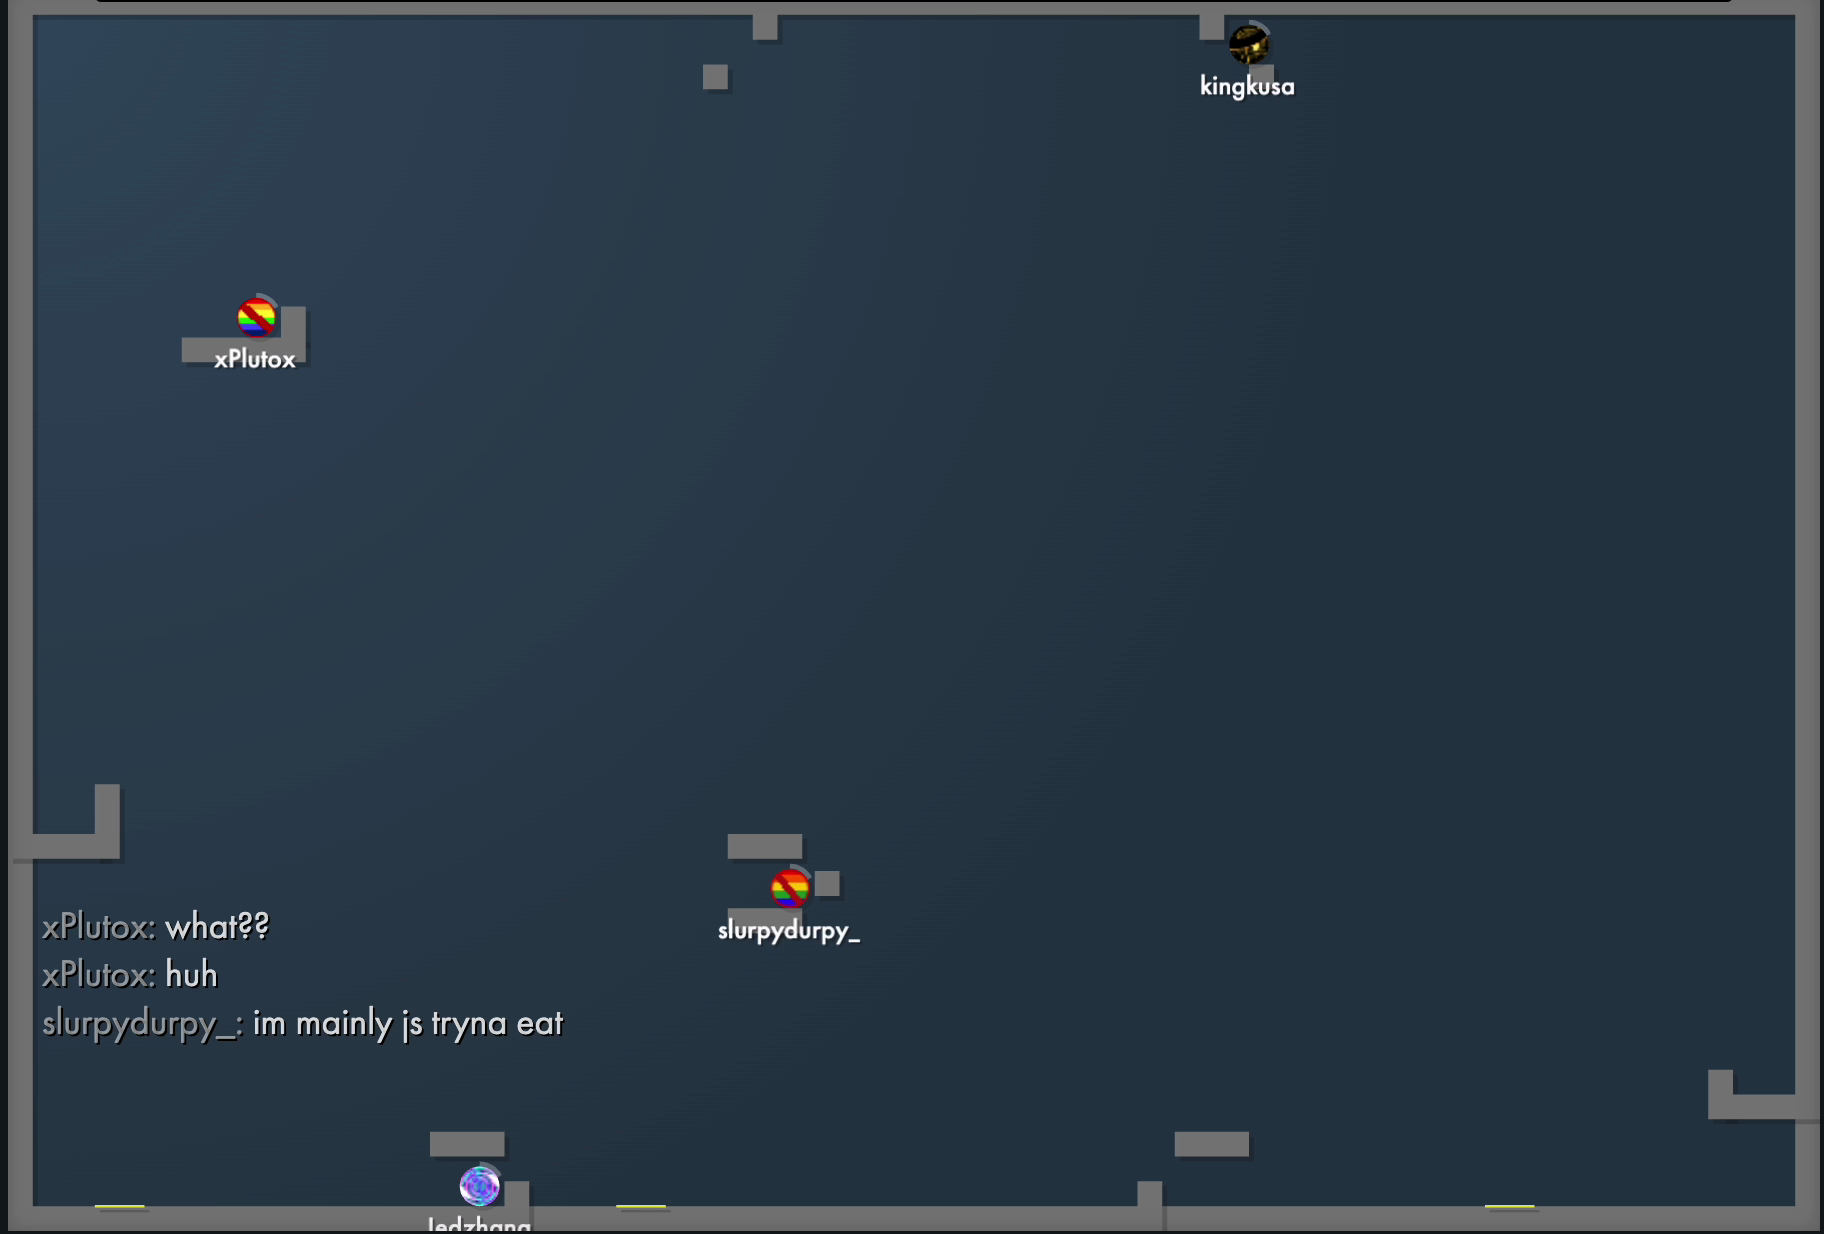 kingkusa
xPlutox
xPlutox: what??
slurpydurpy_
xPlutox: huh
slurpydurpy_: im mainly js tryna eat